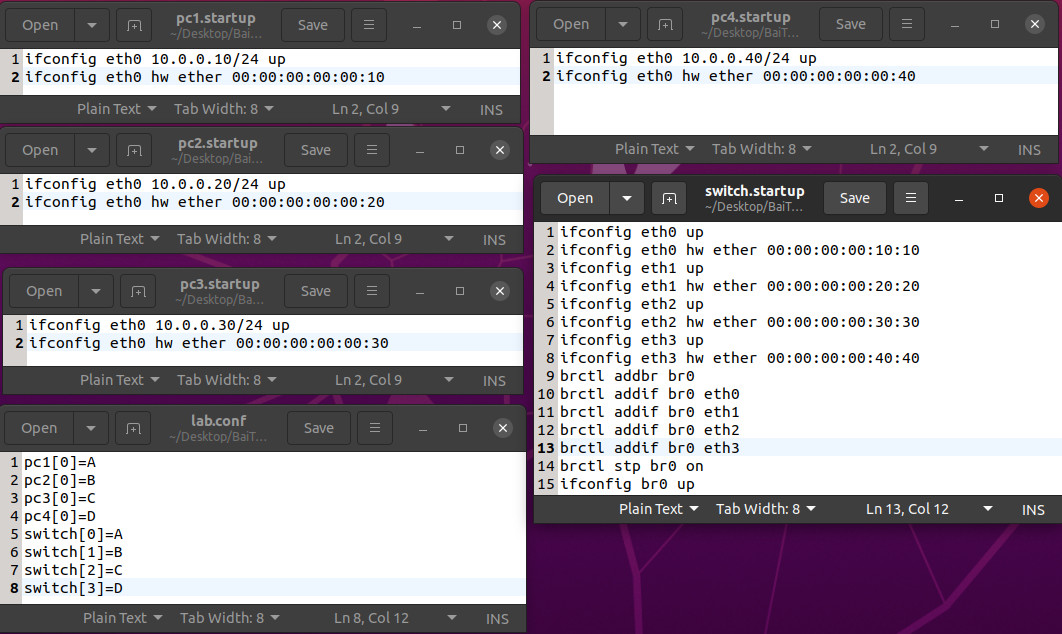 Open
pc1.startup
~/Desktop/Bai...
Save
1 ifconfig eth0 10.0.0.10/24 up
2 ifconfig eth0 hw ether 00:00:00:00:00:10
Plain Text
Tab Width: 8
Ln 2, Col 9
INS
Open
pc2.startup
~/Desktop/Bai...
Save
1 ifconfig eth0 10.0.0.20/24 up
2 ifconfig eth0 hw ether 00:00:00:00:00:20
Plain Text
Tab Width: 8
Ln 2, Col 9
INS
Open
pc3.startup
~/Desktop/Ba...
Save
1 ifconfig eth0 10.0.0.30/24 up
2 ifconfig eth0 hw ether 00:00:00:00:00:30
Plain Text
Tab Width: 8
Ln 2, Col 9
INS
Open
lab.conf
~/Desktop/BaiT...
Save
1 pc1[0]=A
2 pc2[0]=B
3 pc3[0]=C
4 pc4[0]=D
5 switch[0]=A
6 switch[1]=B
7 switch[2]=C
8 switch[3]=D
Plain Text
Tab Width: 8
Ln 8, Col 12
INS
Open
pc4.startup
~/Desktop/BaiT...
Save
1 ifconfig eth0 10.0.0.40/24 up
2 ifconfig eth0 hw ether 00:00:00:00:00:40
Plain Text
Tab Width: 8
Ln 2, Col 9
INS
Open
switch.startup
~/Desktop/BaiT...
Save
1 ifconfig eth0 up
2 ifconfig eth0 hw ether 00:00:00:00:10:10
3 ifconfig eth1 up
4 ifconfig eth1 hw ether 00:00:00:00:20:20
5 ifconfig eth2 up
6 ifconfig eth2 hw ether 00:00:00:00:30:30
7 ifconfig eth3 up
8 ifconfig eth3 hw ether 00:00:00:00:40:40
9 brctl addbr br0
10 brctl addif br0 eth0
11 brctl addif br0 eth1
12 brctl addif br0 eth2
13 brctl addif br0 eth3
14 brctl stp br0 on
15 ifconfig br0 up
Plain Text
Tab Width: 8
Ln 13, Col 12
INS